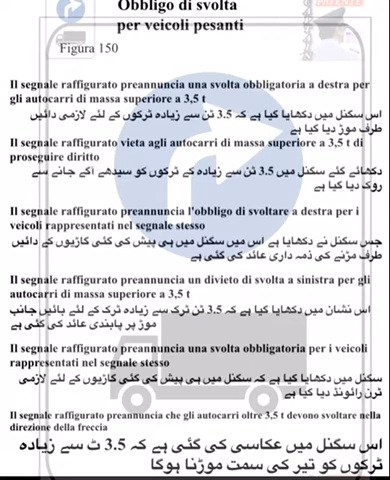 Obbligo di svolta
per veicoli pesanti
Figura 150
Il segnale raffigurato preannuncia una svolta obbligatoria a destra per
gli autocarri di massa superiore a 3,5 t
اس سگنل میں دکھایا گیا ہے کہ 3.5 ٹن سے زیادہ ٹرکوں کے لئے لازمی دائیں
طرف موڑ دیا گیا ہے
Il segnale raffigurato vieta agli autocarri di massa superiore a 3,5 t di
proseguire diritto
دکھائے گئے سگنل میں 3.5 ٹن سے زیادہ کے ٹرکوں کو سیدھے آگے جانے سے
روک دیا گیا ہے
Il segnale raffigurato preannuncia l'obbligo di svoltare a destra per i
veicoli rappresentati nel segnale stesso
جس سگنل نے دکھایا ہے اس میں سگنل میں ہی پیش کی گئی گاڑیوں کے دائیں
طرف مڑنے کی ذمہ داری عائد کی گئی ہے
Il segnale raffigurato preannuncia un divieto di svolta a sinistra per gli
autocarri di massa superiore a 3,5 t
اس نشان میں دکھایا گیا ہے کہ 3.5 ٹن ٹرک سے زیادہ ٹرک کے لئے بائیں جانب
موڑ پر پابندی عائد کی گئی ہے
Il segnale raffigurato preannuncia una svolta obbligatoria per i veicoli
rappresentati nel segnale stesso
سگنل میں دکھایا گیا ہے کہ سگنل میں ہی پیش کی گئی گاڑیوں کے لئے لازمی
ٹرن رائونڈ دیا گیا ہے
Il segnale raffigurato preannuncia che gli autocarri oltre 3,5 t devono svoltare nella
direzione della freccia
اس سگنل میں عکاسی کی گئی ہے کہ 3.5 ٹ سے زیادہ
ٹرکوں کو تیر کی سمت موڑنا ہوگا